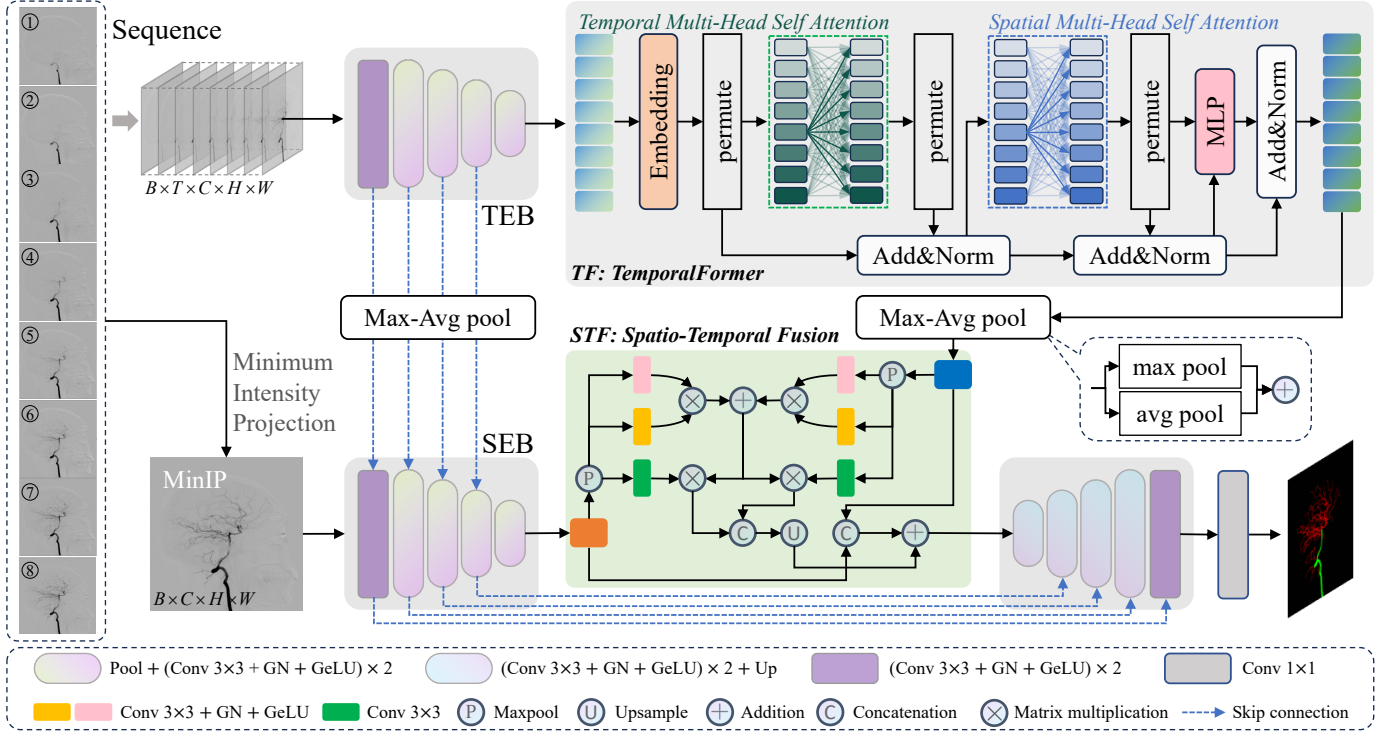 ①
②
③
④
⑤
⑥
⑦
⑧
Sequence
B×T×C×H×W
TEB
Temporal Multi-Head Self Attention
Spatial Multi-Head Self Attention
Embedding
permute
permute
permute
MLP
Add&Norm
Add&Norm
Add&Norm
TF: TemporalFormer
Max-Avg pool
Max-Avg pool
max pool
avg pool
Minimum
Intensity
Projection
STF: Spatio-Temporal Fusion
P
P
C
U
C
SEB
MinIP
B×C×H×W
Pool + (Conv 3×3 + GN + GeLU) × 2
(Conv 3×3 + GN + GeLU) × 2 + Up
(Conv 3×3 + GN + GeLU) × 2
Conv 1×1
Conv 3×3 + GN + GeLU
Conv 3×3
P Maxpool
U Upsample
+ Addition
C Concatenation
× Matrix multiplication
Skip connection